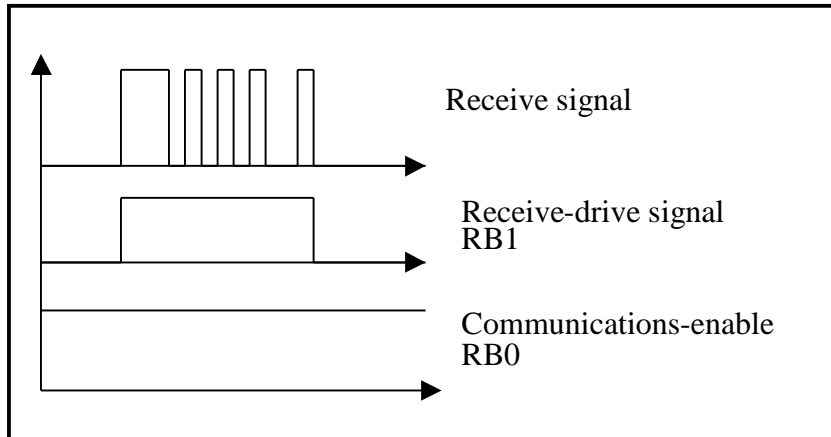 Receive signal
Receive-drive signal
RB1
Communications-enable
RB0